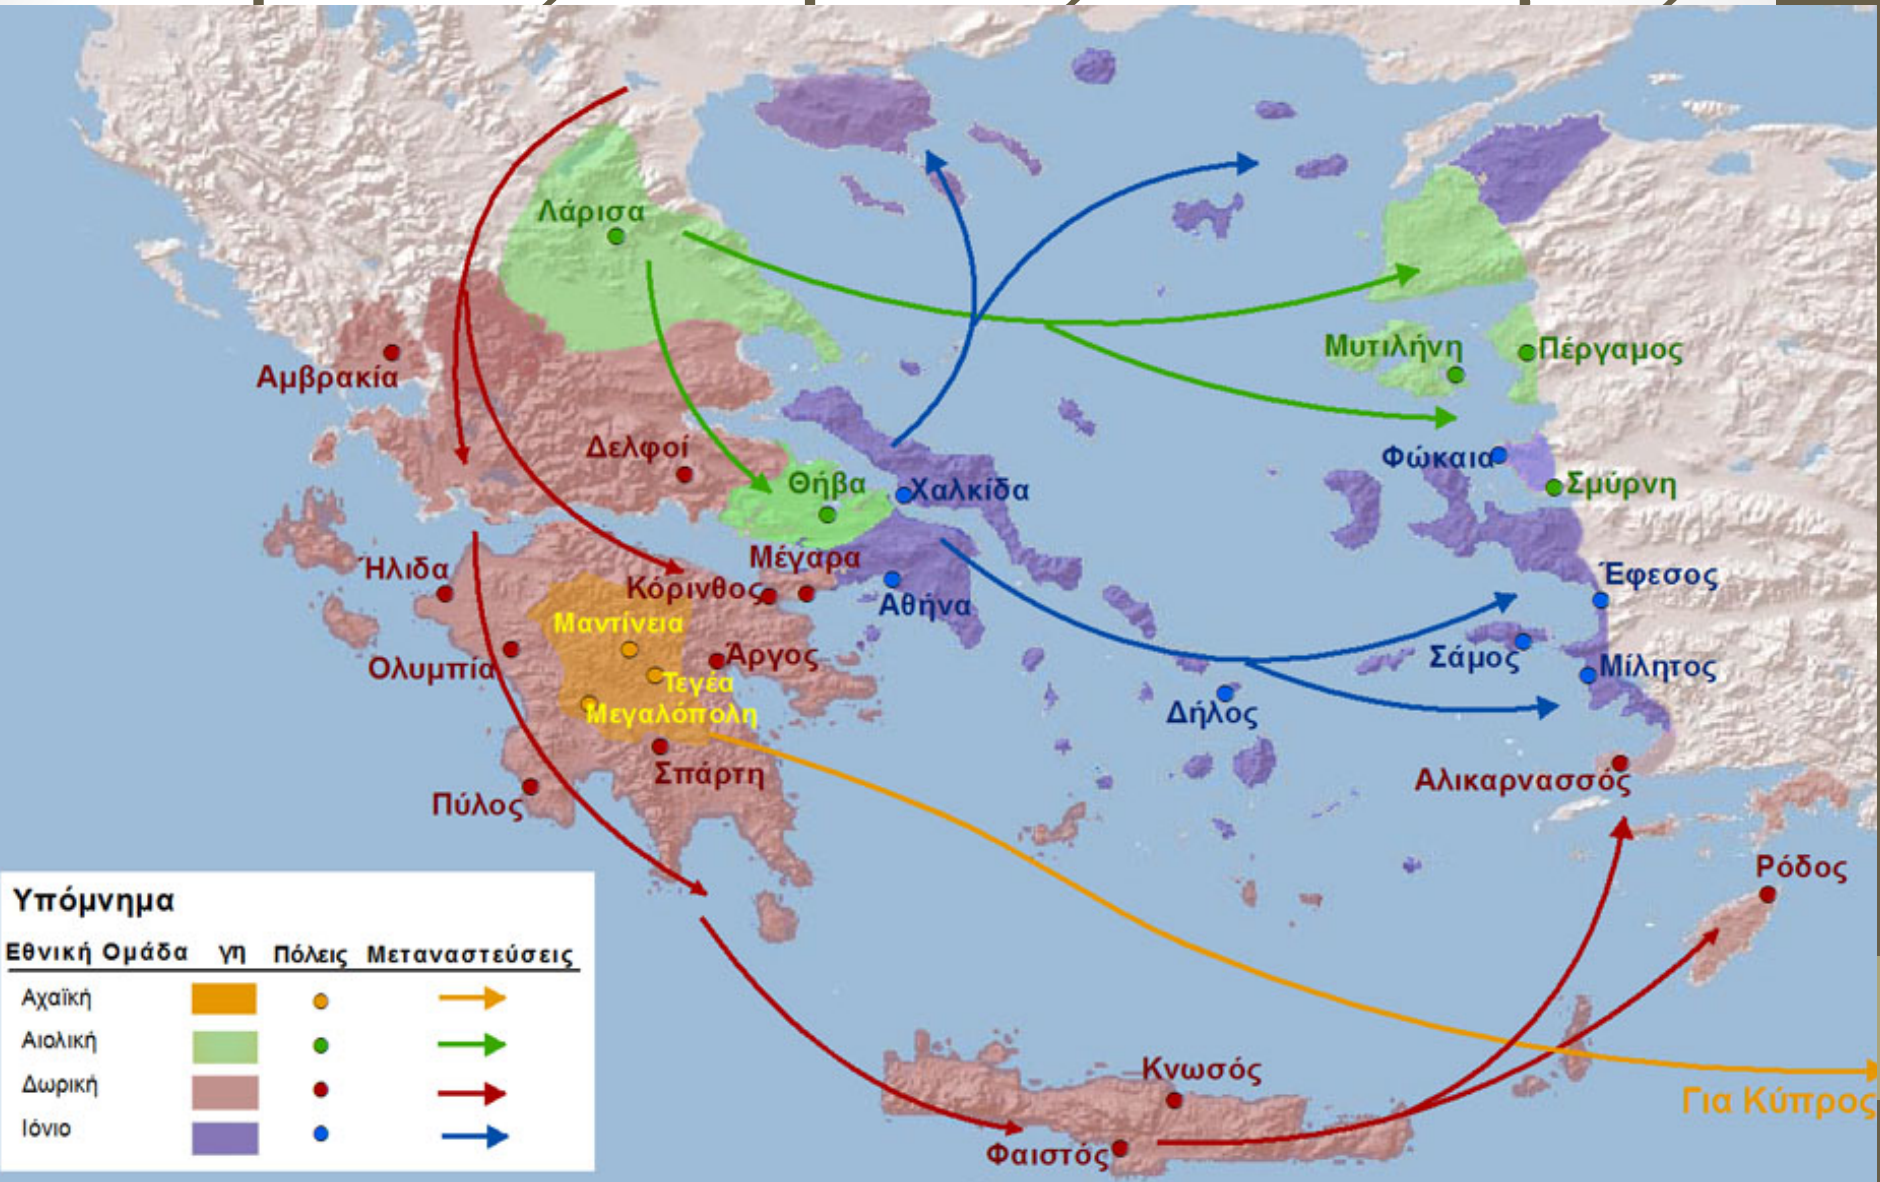 Λάρισα
Αμβρακία
Μυτιλήνη
Πέργαμος
Δελφοί
Θήβα
Χαλκίδα
Φώκαια
Σμύρνη
Ήλιδα
Μέγαρα
Κόρινθος
Αθήνα
Έφεσος
Μαντίνεια
Ολυμπία
Άργος
Τεγέα
Μεγαλόπολη
Σάμος
Μίλητος
Δήλος
Σπάρτη
Πύλος
Αλικαρνασσός
Ρόδος
Κνωσός
Φαιστός
Για Κύπρος
Υπόμνημα
Εθνική Ομάδα γη Πόλεις Μεταναστεύσεις
Αχαϊκή
Αιολική
Δωρική
Ιόνιο